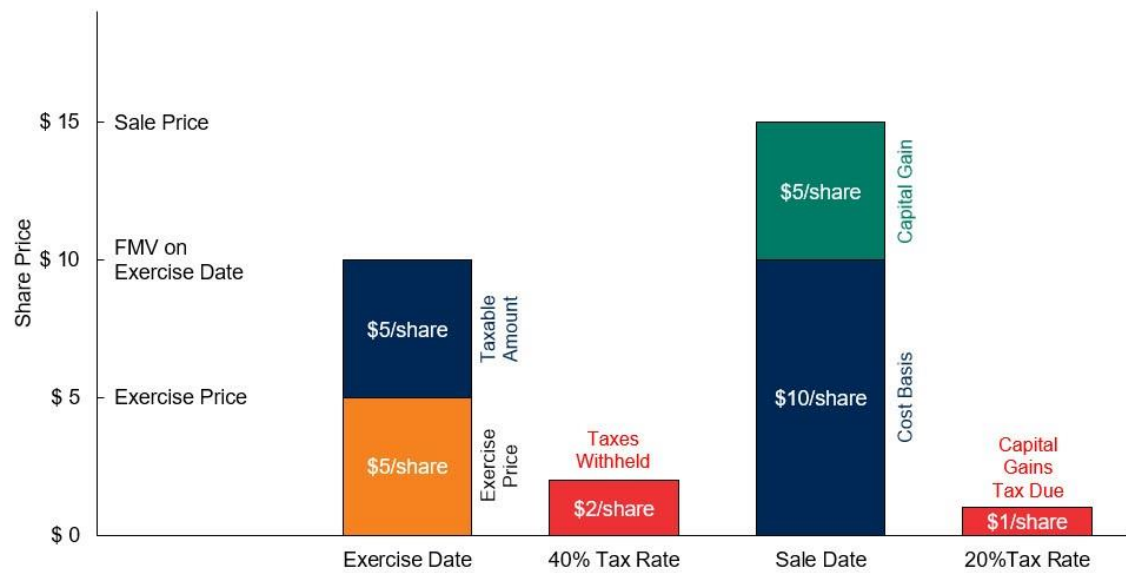 $ 15
Sale Price
$5/share
Capital Gain
Share Price
$ 10
FMV on
Exercise Date
$5/share
Taxable
Amount
$10/share
Cost Basis
$ 5
Exercise Price
$5/share
Exercise
Price
Taxes
Withheld
$2/share
Capital
Gains
Tax Due
$1/share
$ 0
Exercise Date
40% Tax Rate
Sale Date
20%Tax Rate